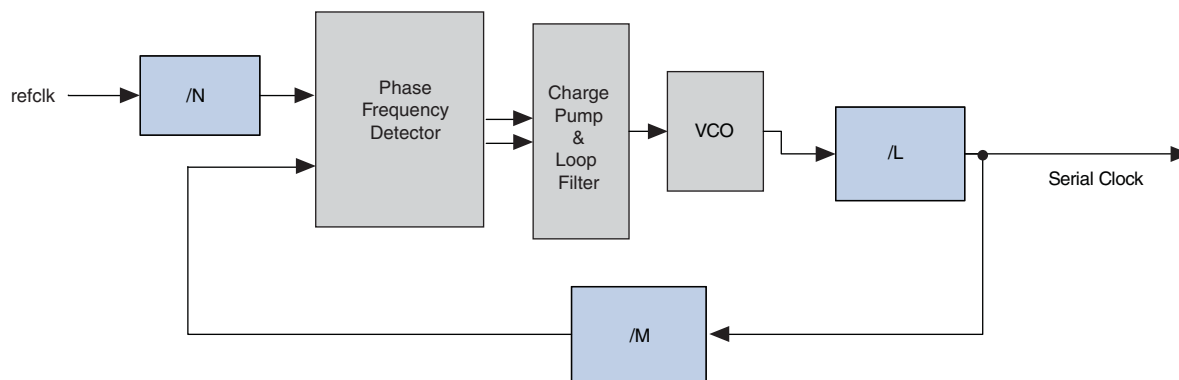 refclk
/N
Phase
Frequency
Detector
Charge
Pump
&
Loop
Filter
VCO
/L
Serial Clock
/M